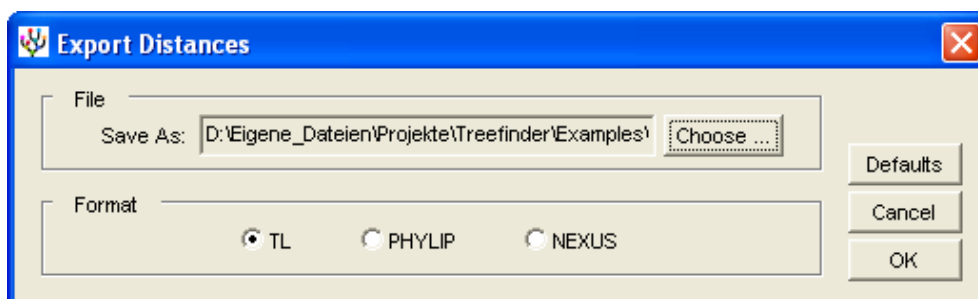 Export Distances
File
Save As: D:\Eigene_Dateien\Projekte\Treefinder\Examples\ Choose ...
Defaults
Format
Cancel
TL PHYLIP NEXUS
OK